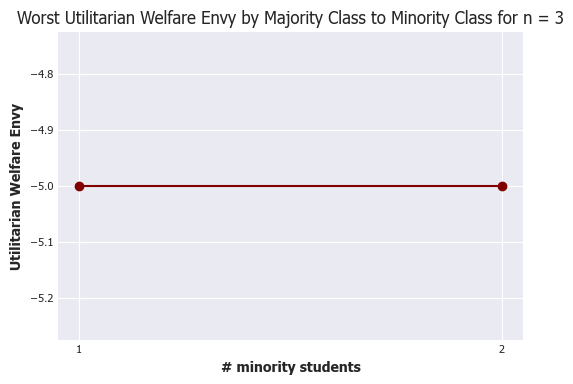 Worst Utilitarian Welfare Envy by Majority Class to Minority Class for n = 3
Utilitarian Welfare Envy
−4.8
−4.9
−5.0
−5.1
−5.2
1
2
# minority students